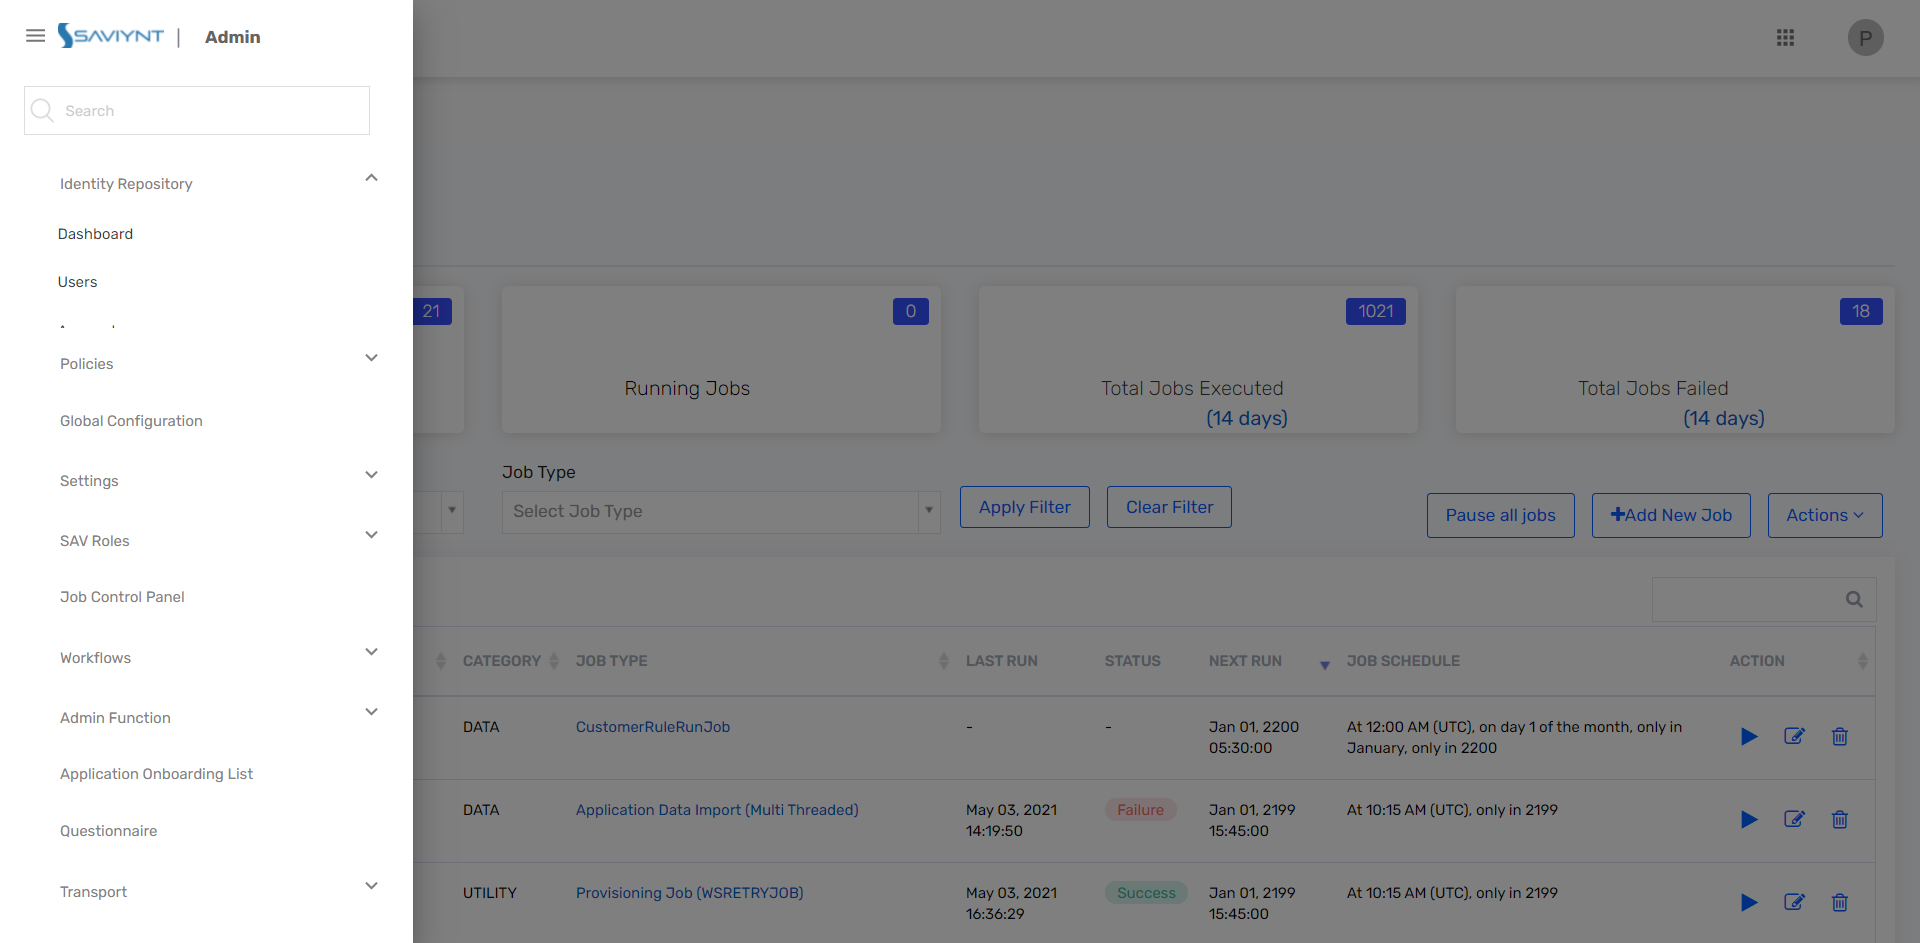 SAVIYNT | Admin
P
Search
Identity Repository
Dashboard
Users
Policies
Global Configuration
Settings
SAV Roles
Job Control Panel
Workflows
Admin Function
Application Onboarding List
Questionnaire
Transport
21
0
Running Jobs
1021
Total Jobs Executed
(14 days)
18
Total Jobs Failed
(14 days)
Job Type
Select Job Type
Apply Filter
Clear Filter
Pause all jobs
Add New Job
Actions
CATEGORY JOB TYPE LAST RUN STATUS NEXT RUN JOB SCHEDULE ACTION
DATA CustomerRuleRunJob - - Jan 01, 2200 At 12:00 AM (UTC), on day 1 of the month, only in
05:30:00 January, only in 2200
DATA Application Data Import (Multi Threaded) May 03, 2021 Failure Jan 01, 2199 At 10:15 AM (UTC), only in 2199
14:19:50 15:45:00
UTILITY Provisioning Job (WSRETRYJOB) May 03, 2021 Success Jan 01, 2199 At 10:15 AM (UTC), only in 2199
16:36:29 15:45:00